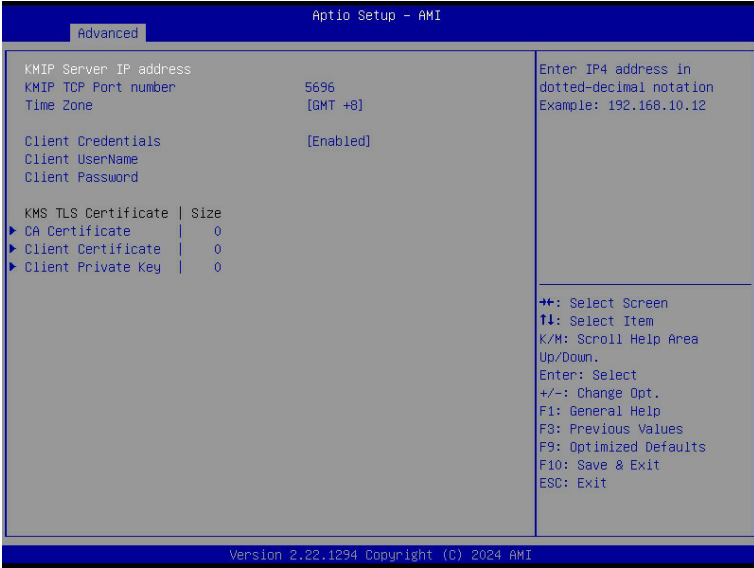 Aptio Setup – AMI
Advanced
KMIP Server IP address
KMIP TCP Port number 5696
Time Zone [GMT +8]
Client Credentials [Enabled]
Client UserName
Client Password
KMS TLS Certificate | Size
CA Certificate | 0
Client Certificate | 0
Client Private Key | 0
Enter IP4 address in
dotted-decimal notation
Example: 192.168.10.12
→←: Select Screen
↑↓: Select Item
K/M: Scroll Help Area
Up/Down.
Enter: Select
+/-: Change Opt.
F1: General Help
F3: Previous Values
F9: Optimized Defaults
F10: Save & Exit
ESC: Exit
Version 2.22.1294 Copyright (C) 2024 AMI